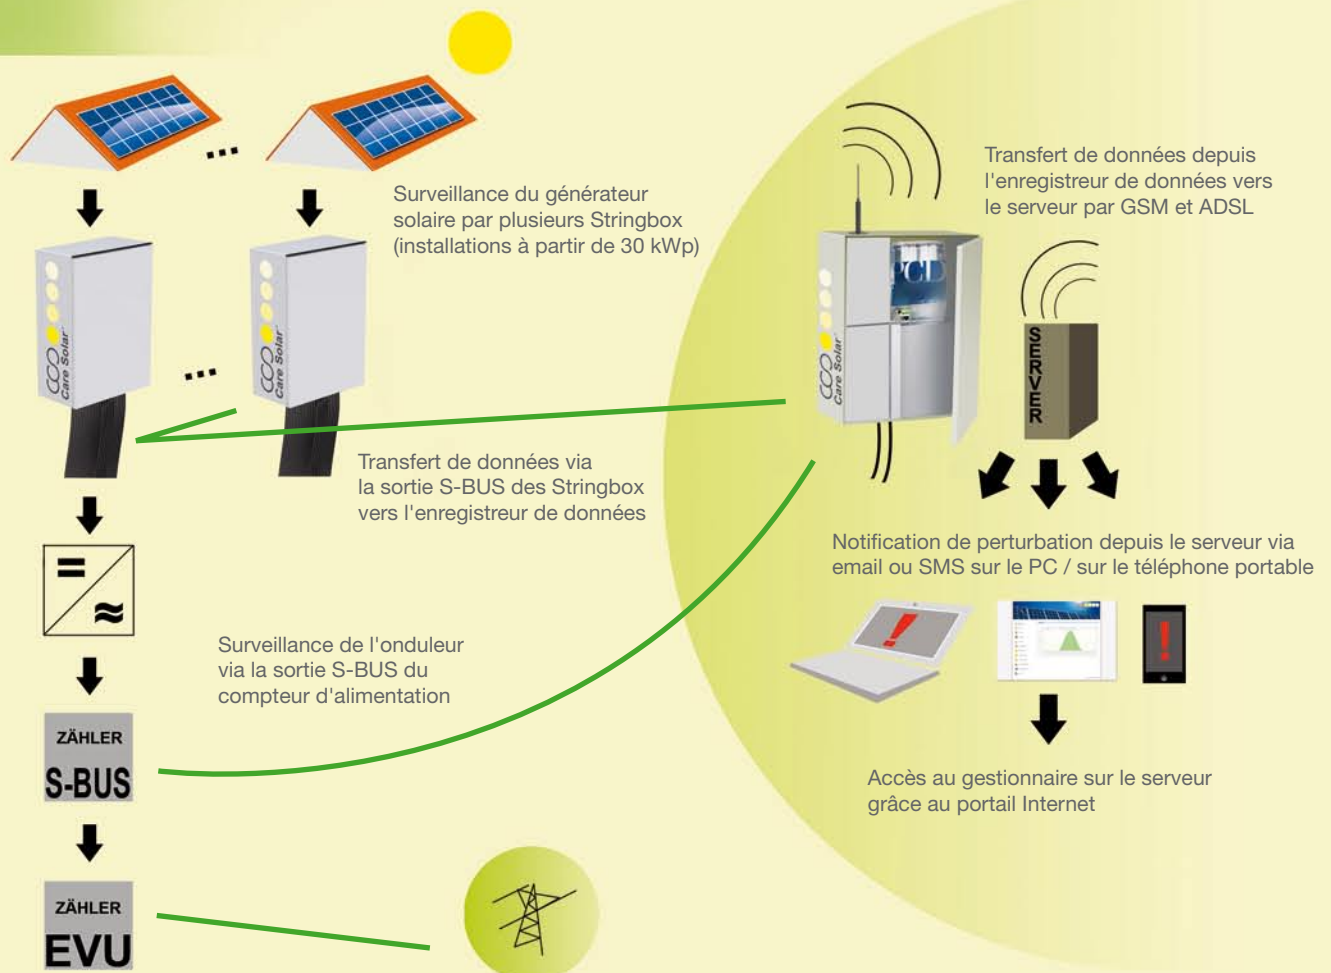 Surveillance du générateur
solaire par plusieurs Stringbox
(installations à partir de 30 kWp)
Care Solar
Care Solar
Transfert de données via
la sortie S-BUS des Stringbox
vers l'enregistreur de données
Surveillance de l'onduleur
via la sortie S-BUS du
compteur d'alimentation
ZÄHLER
S-BUS
ZÄHLER
EVU
Transfert de données depuis
l'enregistreur de données vers
le serveur par GSM et ADSL
Care Solar
SERVER
Notification de perturbation depuis le serveur via
email ou SMS sur le PC / sur le téléphone portable
Accès au gestionnaire sur le serveur
grâce au portail Internet